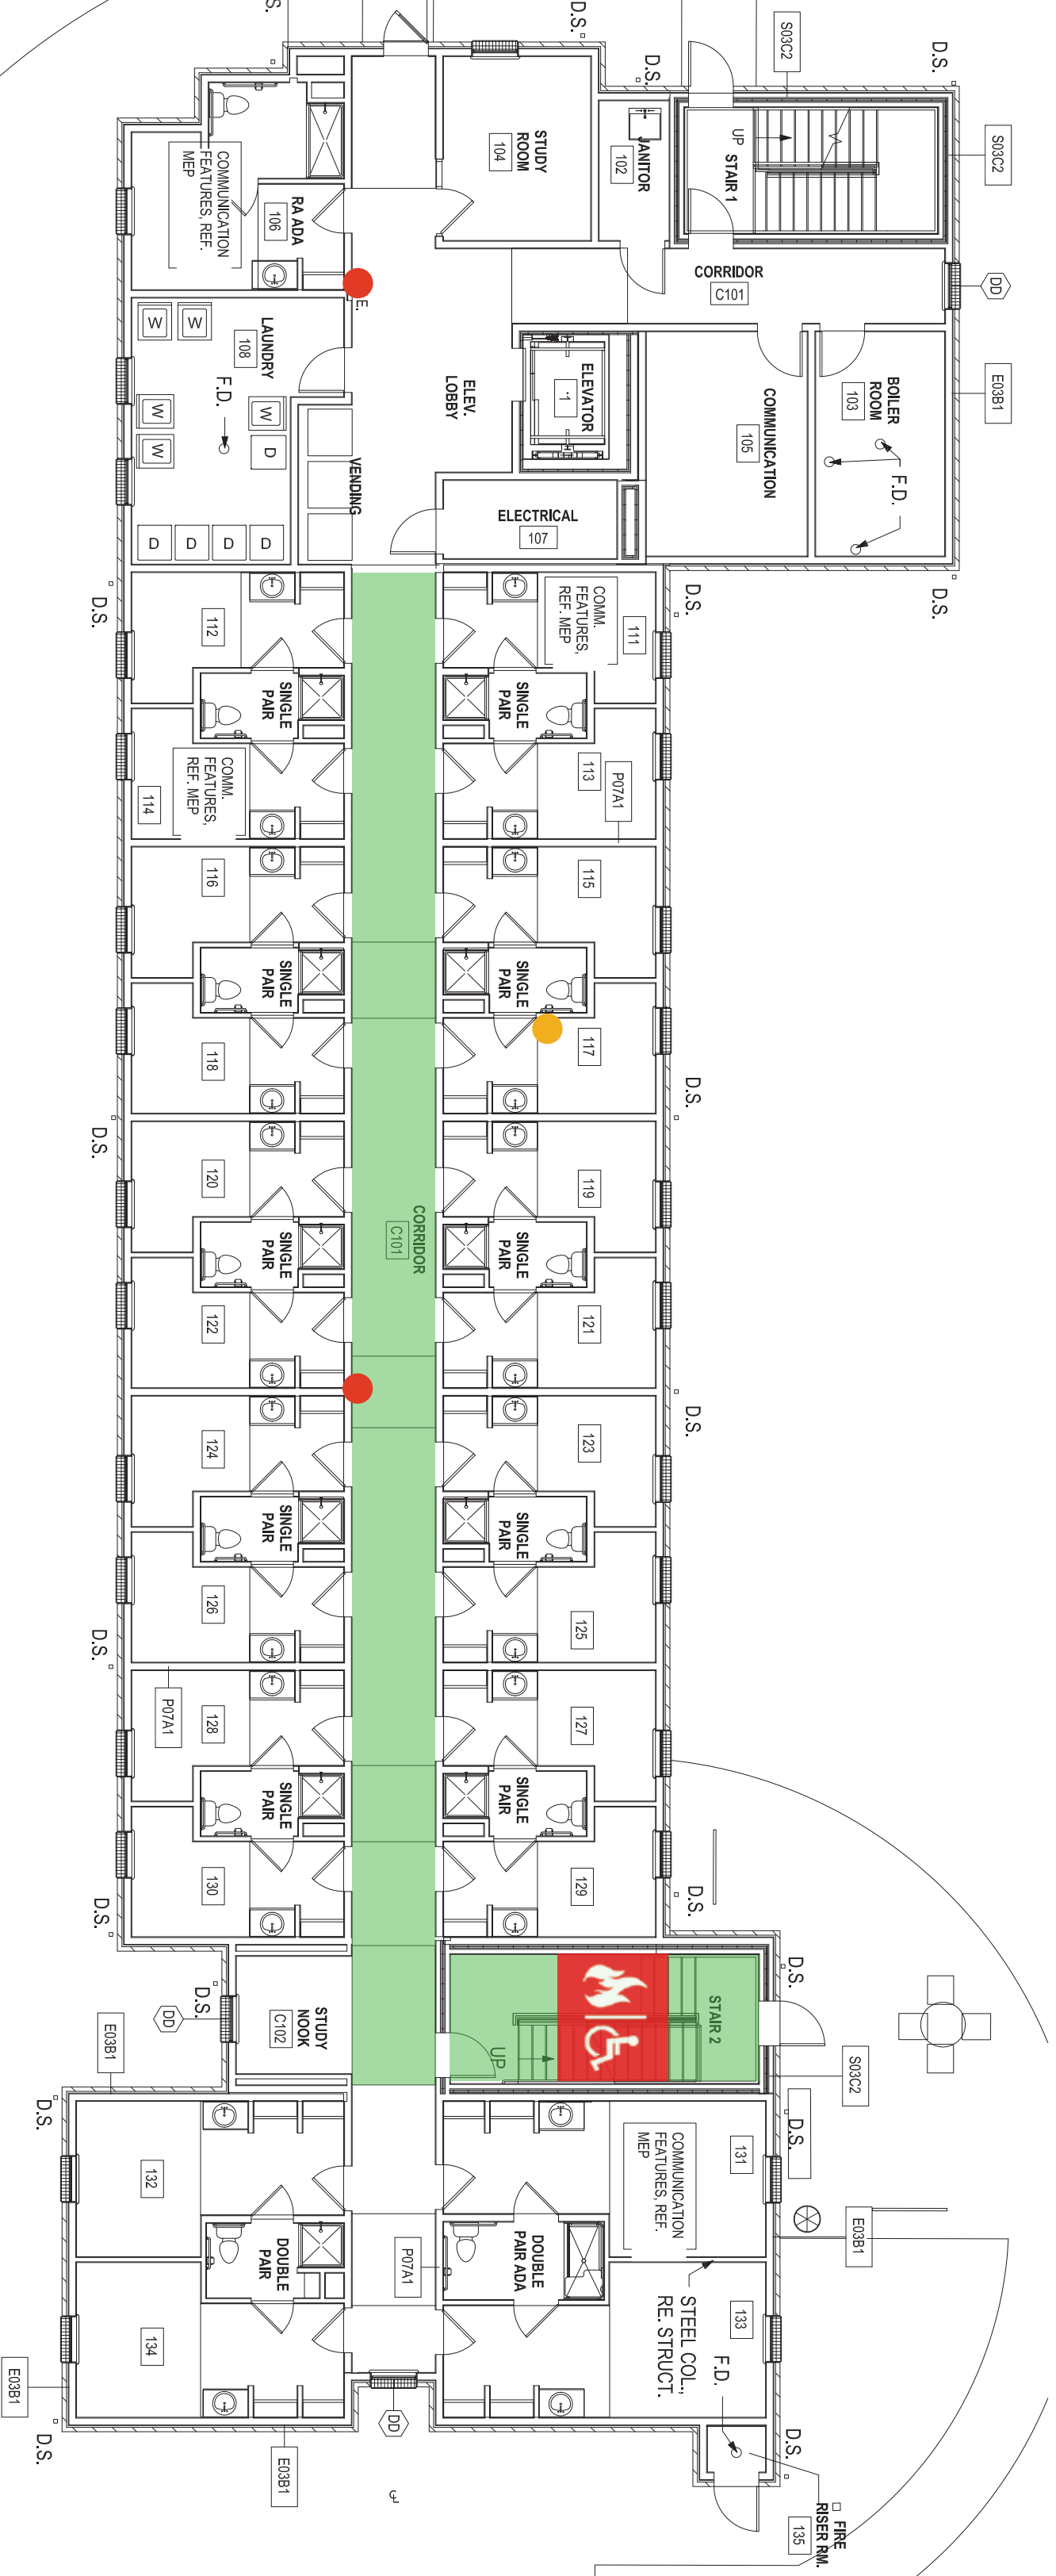 S.
D.S.
D.S.
D.S.
S03C2
S03C2
STUDY
ROOM
104
JANITOR
102
UP
STAIR 1
COMMUNICATION
FEATURES, REF.
MEP
RA ADA
106
CORRIDOR
C101
DD
E.
W
W
LAUNDRY
108
F.D.
W
W
D
D
D
D
D
VENDING
ELEV.
LOBBY
ELEVATOR
*1
COMMUNICATION
105
BOILER
ROOM
103
F.D.
E03B1
ELECTRICAL
107
D.S.
D.S.
D.S.
112
COMM.
FEATURES,
REF. MEP
111
SINGLE
PAIR
SINGLE
PAIR
114
COMM.
FEATURES,
REF. MEP
113
P07A1
116
115
SINGLE
PAIR
SINGLE
PAIR
118
117
D.S.
D.S.
120
119
CORRIDOR
C101
SINGLE
PAIR
SINGLE
PAIR
122
121
D.S.
124
123
SINGLE
PAIR
SINGLE
PAIR
126
125
D.S.
P07A1
128
127
SINGLE
PAIR
SINGLE
PAIR
130
129
D.S.
D.S.
D.S.
D.S.
DD
E03B1
STUDY
NOOK
C102
UP
STAIR 2
S03C2
D.S.
D.S.
132
COMMUNICATION
FEATURES, REF.
MEP
131
E03B1
DOUBLE
PAIR
P07A1
DOUBLE
PAIR ADA
134
133
STEEL COL.,
RE. STRUCT.
F.D.
E03B1
D.S.
DD
D.S.
E03B1
FIRE
RISER RM.
135